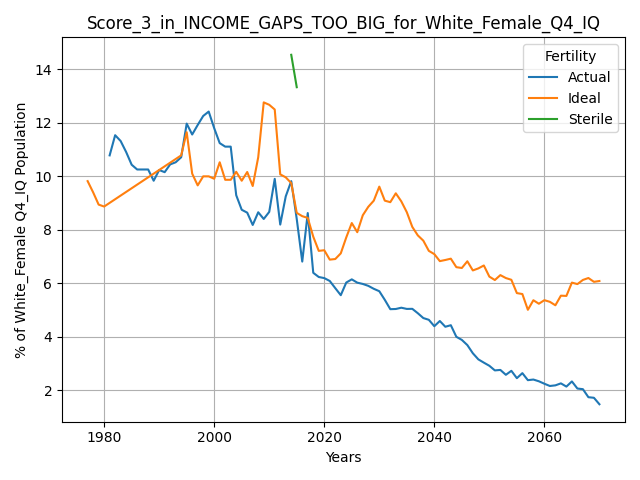 Score_3_in_INCOME_GAPS_TOO_BIG_for_White_Female_Q4_IQ
Fertility
Actual
Ideal
Sterile
% of White_Female Q4_IQ Population
14
12
10
8
6
4
2
1980
2000
2020
2040
2060
Years